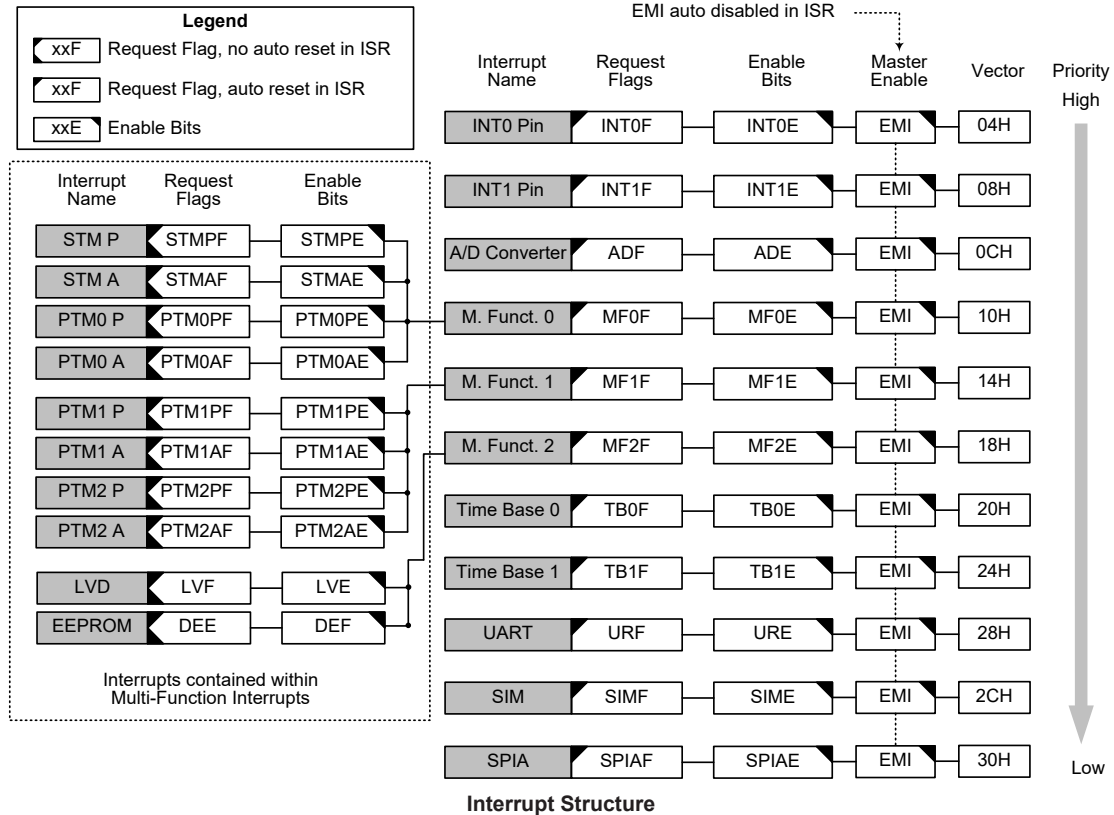 EMI auto disabled in ISR
Legend
xxF Request Flag, no auto reset in ISR
xxF Request Flag, auto reset in ISR
xxE Enable Bits
Interrupt Name Request Flags Enable Bits Master Enable Vector Priority
High
INT0 Pin INT0F INT0E EMI 04H
INT1 Pin INT1F INT1E EMI 08H
A/D Converter ADF ADE EMI 0CH
M. Funct. 0 MF0F MF0E EMI 10H
M. Funct. 1 MF1F MF1E EMI 14H
M. Funct. 2 MF2F MF2E EMI 18H
Time Base 0 TB0F TB0E EMI 20H
Time Base 1 TB1F TB1E EMI 24H
UART URF URE EMI 28H
SIM SIMF SIME EMI 2CH
SPIA SPIAF SPIAE EMI 30H
Low
Interrupt Name Request Flags Enable Bits
STM P STMPF STMPE
STM A STMAF STMAE
PTM0 P PTM0PF PTM0PE
PTM0 A PTM0AF PTM0AE
PTM1 P PTM1PF PTM1PE
PTM1 A PTM1AF PTM1AE
PTM2 P PTM2PF PTM2PE
PTM2 A PTM2AF PTM2AE
LVD LVF LVE
EEPROM DEE DEF
Interrupts contained within
Multi-Function Interrupts
Interrupt Structure